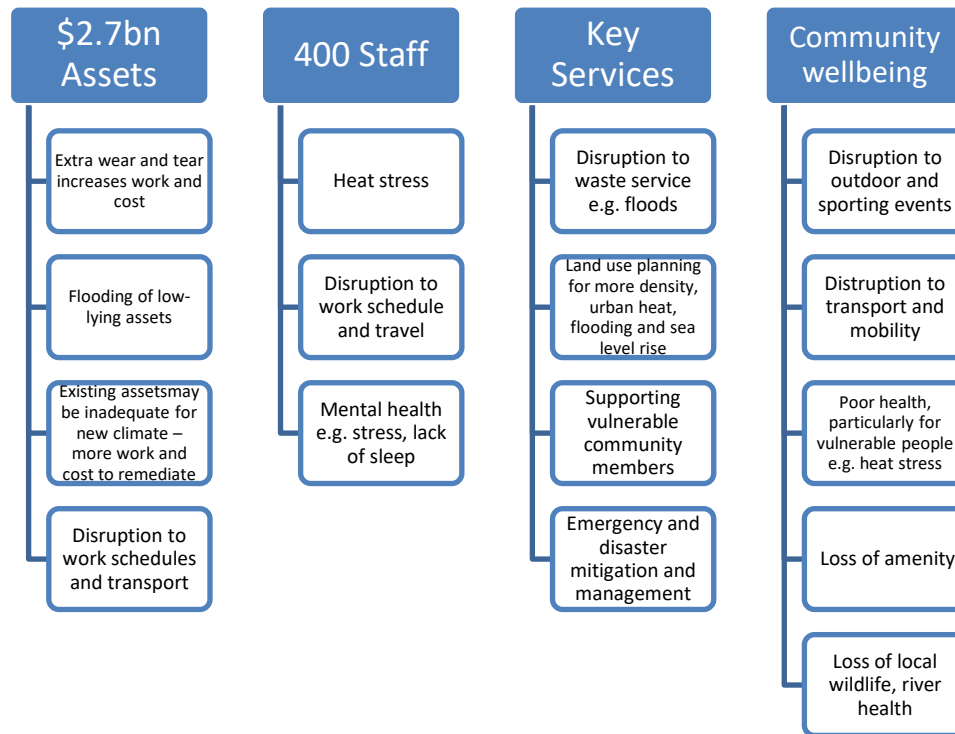 $2.7bn
Assets
Extra wear and tear
increases work and
cost
Flooding of low-
lying assets
Existing assetsmay
be inadequate for
new climate –
more work and
cost to remediate
Disruption to
work schedules
and transport
400 Staff
Heat stress
Disruption to
work schedule
and travel
Mental health
e.g. stress, lack
of sleep
Key
Services
Disruption to
waste service
e.g. floods
Land use planning
for more density,
urban heat,
flooding and sea
level rise
Supporting
vulnerable
community
members
Emergency and
disaster
mitigation and
management
Community
wellbeing
Disruption to
outdoor and
sporting events
Distruption to
transport and
mobility
Poor health,
particularly for
vulnerable people
e.g. heat stress
Loss of amenity
Loss of local
wildlife, river
health